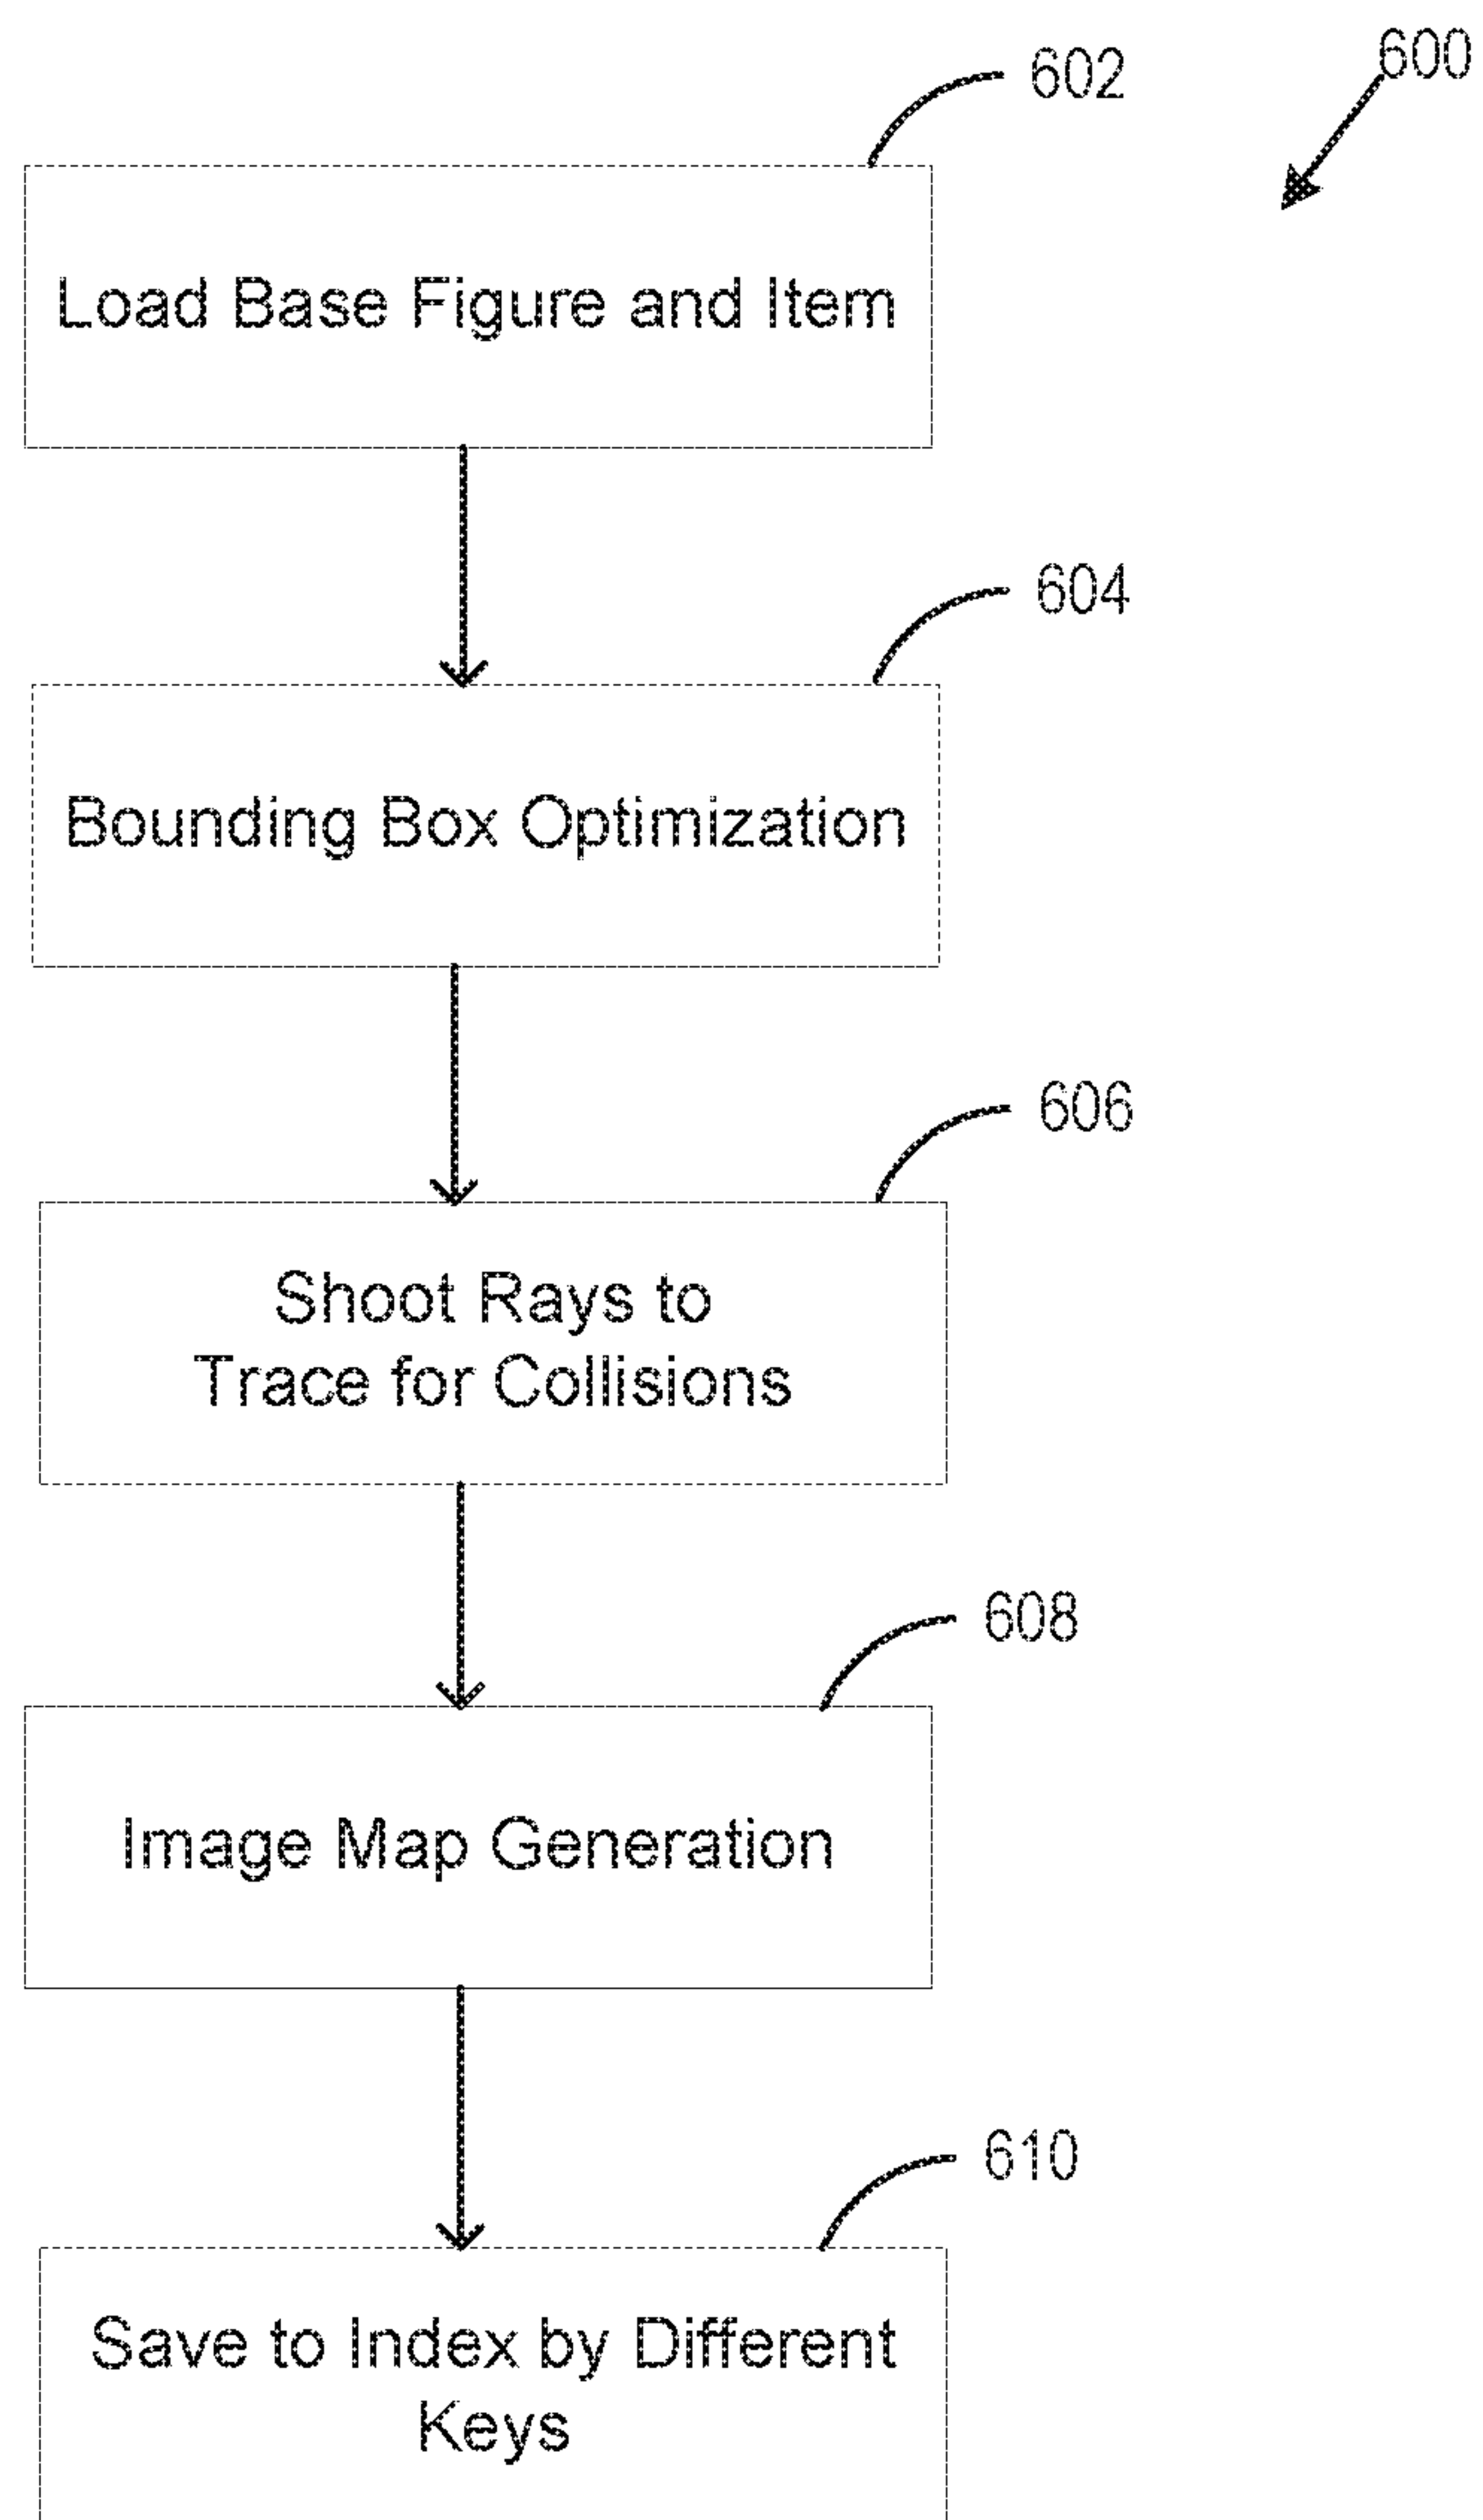 602
600
Load Base Figure and Item
604
Bounding Box Optimization
606
Shoot Rays to
Trace for Collisions
608
Image Map Generation
610
Save to Index by Different
Keys